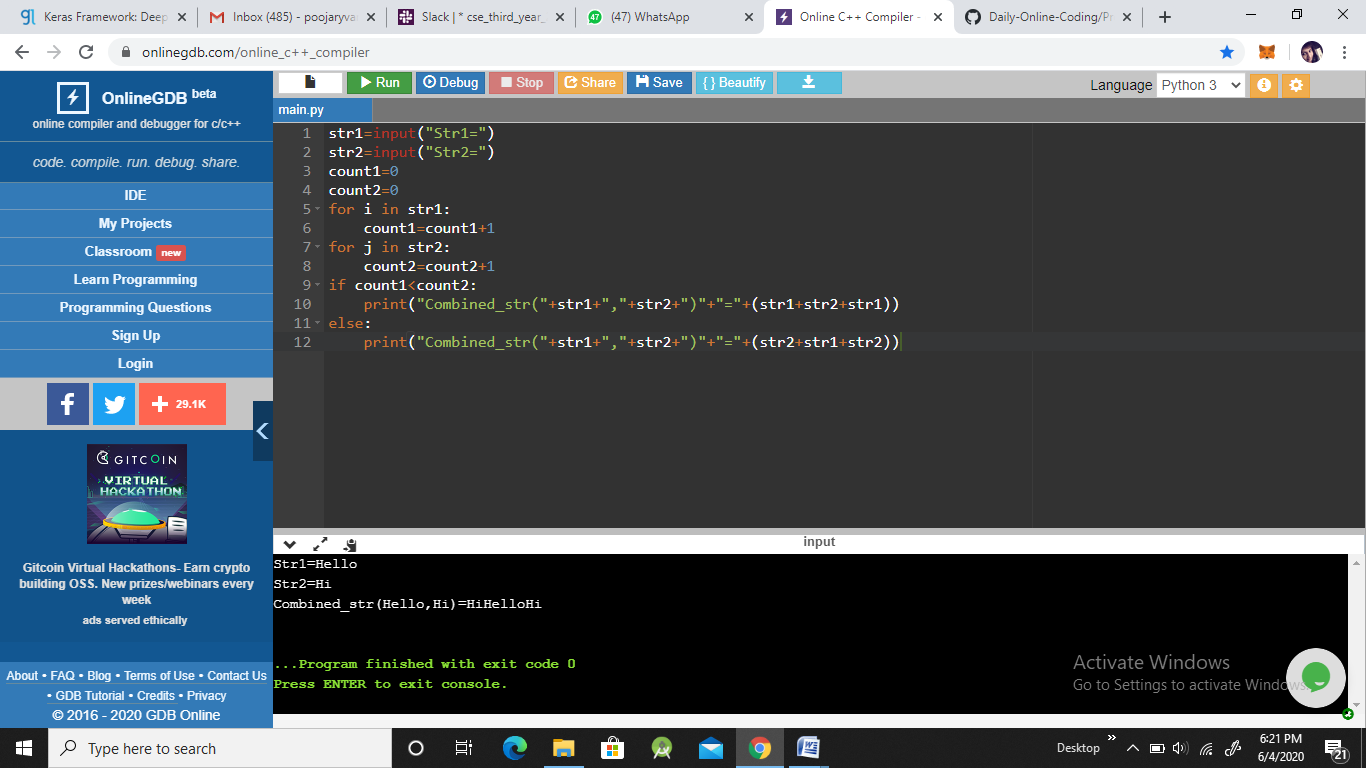 Keras Framework: Deep
Inbox (485) - poojaryva
Slack | * cse_third_year_
(47) WhatsApp
Online C++ Compiler -
Daily-Online-Coding/Pr
onlinegdb.com/online_c++_compiler
OnlineGDB beta
online compiler and debugger for c/c++
code. compile. run. debug. share.
IDE
My Projects
Classroom new
Learn Programming
Programming Questions
Sign Up
Login
29.1K
GITCOIN
VIRTUAL
HACKATHON
Gitcoin Virtual Hackathons- Earn crypto
building OSS. New prizes/webinars every
week
ads served ethically
About • FAQ • Blog • Terms of Use • Contact Us
• GDB Tutorial • Credits • Privacy
© 2016 - 2020 GDB Online
Run Debug Stop Share Save { } Beautify
Language Python 3
main.py
1 str1=input("Str1=")
2 str2=input("Str2=")
3 count1=0
4 count2=0
5 for i in str1:
6     count1=count1+1
7 for j in str2:
8     count2=count2+1
9 if count1<count2:
10     print("Combined_str("+str1+","+str2+")"+"="+(str1+str2+str1))
11 else:
12     print("Combined_str("+str1+","+str2+")"+"="+(str2+str1+str2))
input
Str1=Hello
Str2=Hi
Combined_str(Hello,Hi)=HiHelloHi
...Program finished with exit code 0
Press ENTER to exit console.
Activate Windows
Go to Settings to activate Windows.
Type here to search
Desktop
6:21 PM
6/4/2020
21